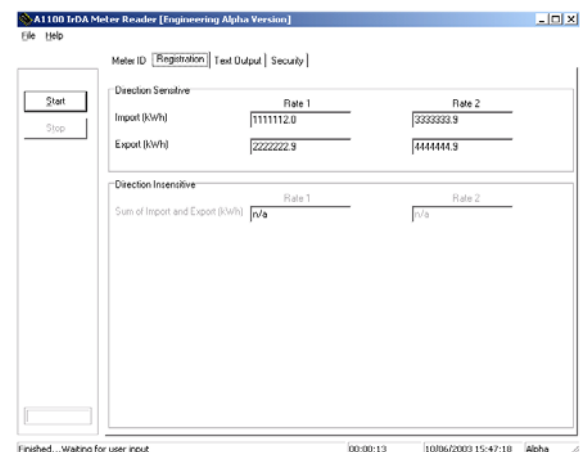 A1100 IrDA Meter Reader [Engineering Alpha Version]
File Help
Meter ID Registration Text Output Security
Start
Stop
Direction Sensitive
Rate 1 Rate 2
Import (kWh) 1111112.0 3333333.9
Export (kWh) 2222222.9 4444444.9
Direction Insensitive
Rate 1 Rate 2
Sum of Import and Export (kWh) n/a n/a
Finished...Waiting for user input 00:00:13 10/06/2003 15:47:18 Alpha